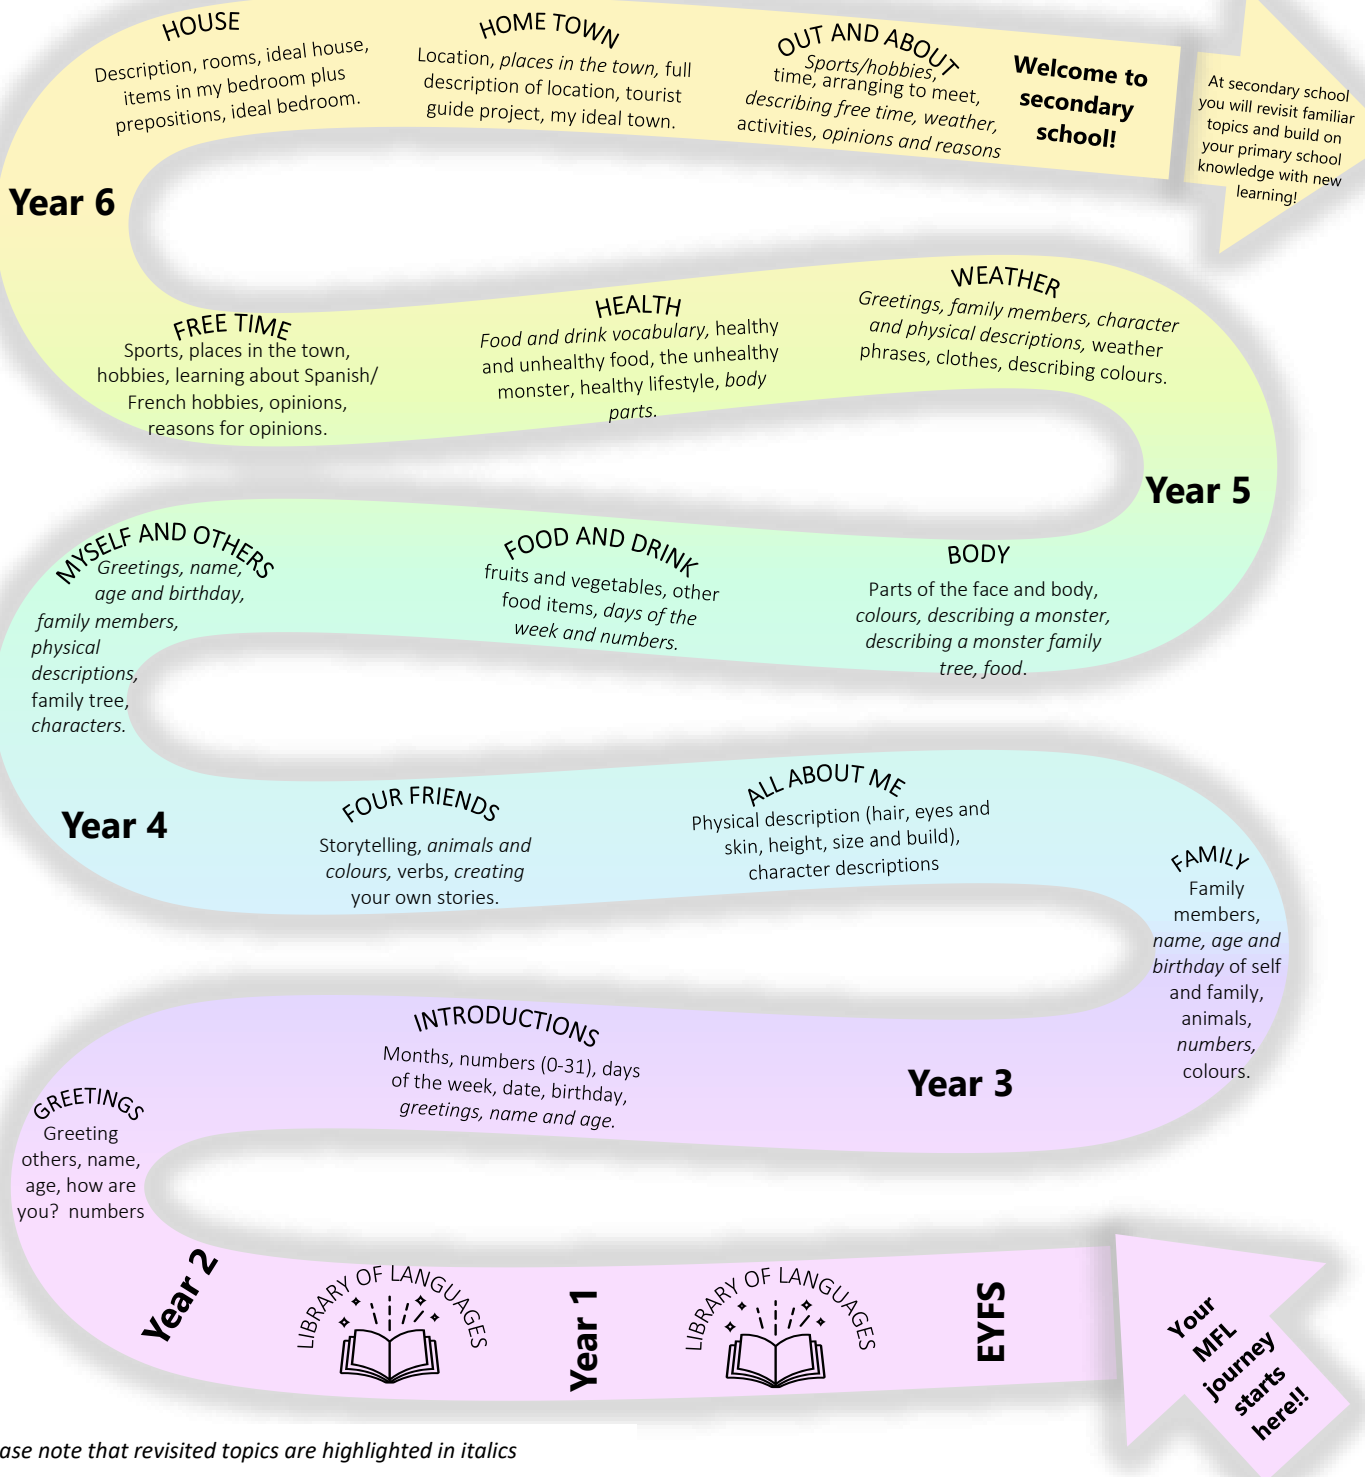 HOUSE
Description, rooms, ideal house,
items in my bedroom plus
prepositions, ideal bedroom.
HOME TOWN
Location, places in the town, full
description of location, tourist
guide project, my ideal town.
OUT AND ABOUT
Sports/hobbies,
time, arranging to meet,
describing free time, weather,
activities, opinions and reasons
Welcome to
secondary
school!
At secondary school
you will revisit familiar
topics and build on
your primary school
knowledge with new
learning!
Year 6
FREE TIME
Sports, places in the town,
hobbies, learning about Spanish/
French hobbies, opinions,
reasons for opinions.
HEALTH
Food and drink vocabulary, healthy
and unhealthy food, the unhealthy
monster, healthy lifestyle, body
parts.
WEATHER
Greetings, family members, character
and physical descriptions, weather
phrases, clothes, describing colours.
Year 5
MYSELF AND OTHERS
Greetings, name,
age and birthday,
family members,
physical
descriptions,
family tree,
characters.
FOOD AND DRINK
fruits and vegetables, other
food items, days of the
week and numbers.
BODY
Parts of the face and body,
colours, describing a monster,
describing a monster family
tree, food.
Year 4
FOUR FRIENDS
Storytelling, animals and
colours, verbs, creating
your own stories.
ALL ABOUT ME
Physical description (hair, eyes and
skin, height, size and build),
character descriptions
FAMILY
Family
members,
name, age and
birthday of self
and family,
animals,
numbers,
colours.
INTRODUCTIONS
Months, numbers (0-31), days
of the week, date, birthday,
greetings, name and age.
Year 3
GREETINGS
Greeting
others, name,
age, how are
you? numbers
Year 2
LIBRARY OF LANGUAGES
Year 1
LIBRARY OF LANGUAGES
EYFS
Your
MFL
journey
starts
here!!
ase note that revisited topics are highlighted in italics